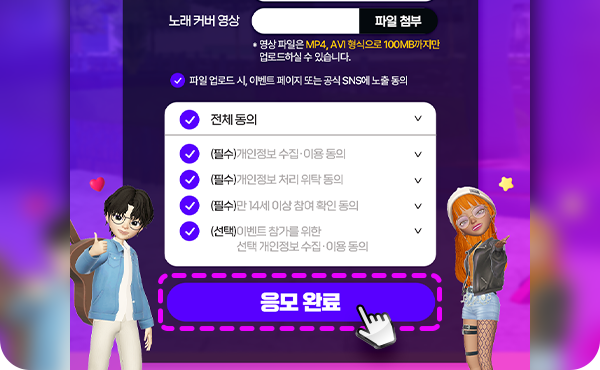 노래 커버 영상
파일 첨부
• 영상 파일은 MP4, AVI 형식으로 100MB까지만
업로드하실 수 있습니다.
파일 업로드 시, 이벤트 페이지 또는 공식 SNS에 노출 동의
전체 동의
(필수)개인정보 수집·이용 동의
(필수)개인정보 처리 위탁 동의
(필수)만 14세 이상 참여 확인 동의
(선택)이벤트 참가를 위한
선택 개인정보 수집·이용 동의
응모 완료